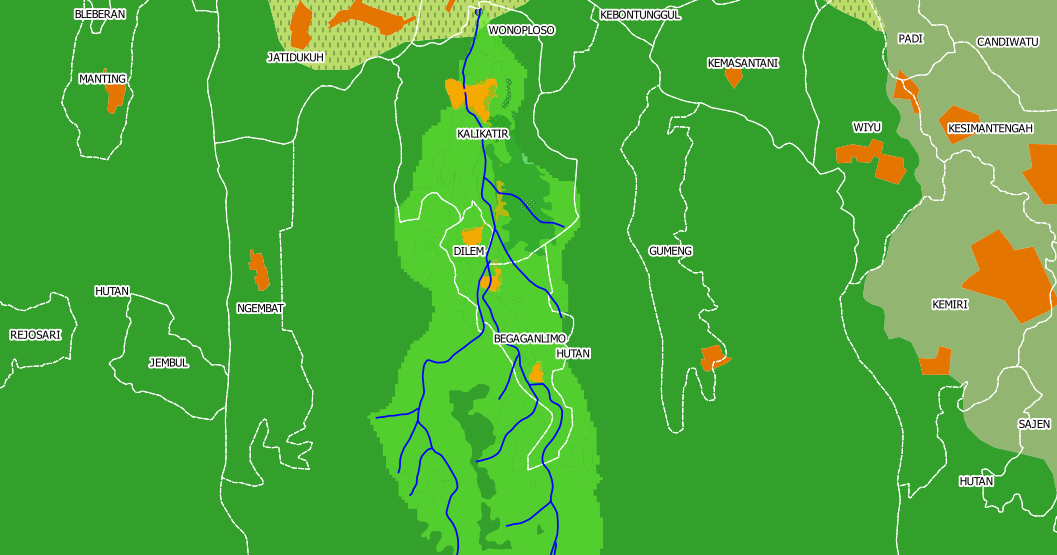 BLEBERAN
KEBONTUNGGUL
WONOPLOSO
PADI
CANDIWATU
JATIDUKUH
KEMASANTANI
MANTING
WIYU
KESIMANTENGAH
KALIKATIR
DILEM
GUMENG
HUTAN
NGEMBAT
KEMIRI
REJOSARI
BEGAGANLIMO
HUTAN
JEMBUL
SAJEN
HUTAN